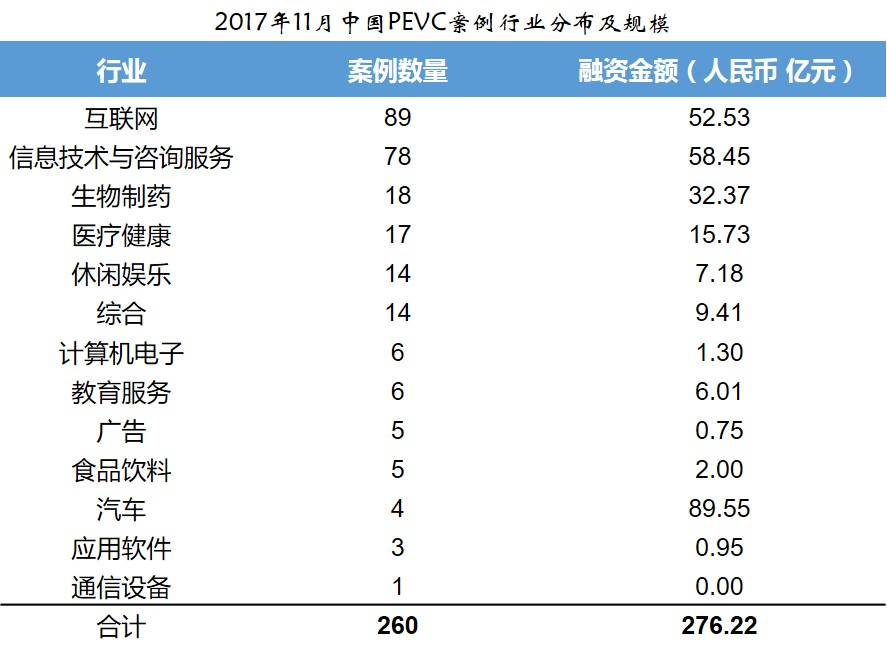 2017年11月中国PEVC案例行业分布及规模
行业 案例数量 融资金额（人民币 亿元）
互联网 89 52.53
信息技术与咨询服务 78 58.45
生物制药 18 32.37
医疗健康 17 15.73
休闲娱乐 14 7.18
综合 14 9.41
计算机电子 6 1.30
教育服务 6 6.01
广告 5 0.75
食品饮料 5 2.00
汽车 4 89.55
应用软件 3 0.95
通信设备 1 0.00
合计 260 276.22